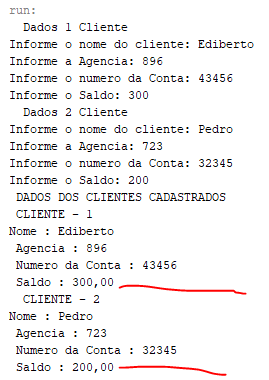 run:
Dados 1 Cliente
Informe o nome do cliente: Ediberto
Informe a Agencia: 896
Informe o numero da Conta: 43456
Informe o Saldo: 300
Dados 2 Cliente
Informe o nome do cliente: Pedro
Informe a Agencia: 723
Informe o numero da Conta: 32345
Informe o Saldo: 200
DADOS DOS CLIENTES CADASTRADOS
CLIENTE - 1
Nome : Ediberto
Agencia : 896
Numero da Conta : 43456
Saldo : 300,00
CLIENTE - 2
Nome : Pedro
Agencia : 723
Numero da Conta : 32345
Saldo : 200,00